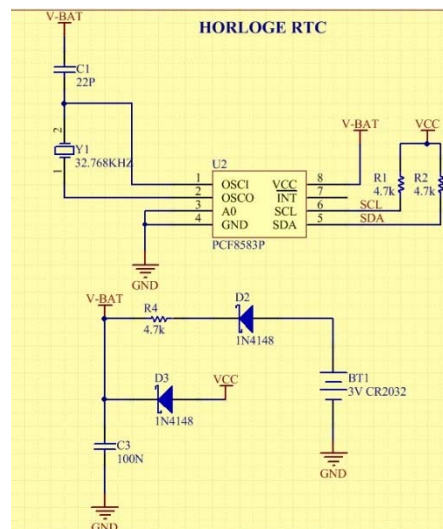 V-BAT
HORLOGE RTC
C1
22P
V-BAT
VCC
2
Y1
32.768KHZ
1
U2
R1
4.7k
R2
4.7k
1 OSCI VCC 8
2 OSCO INT 7
3 A0 SCL 6 SCL
4 GND SDA 5 SDA
PCF8583P
GND
V-BAT
R4
4.7k
D2
1N4148
D3
1N4148
VCC
BT1
3V CR2032
C3
100N
GND
GND